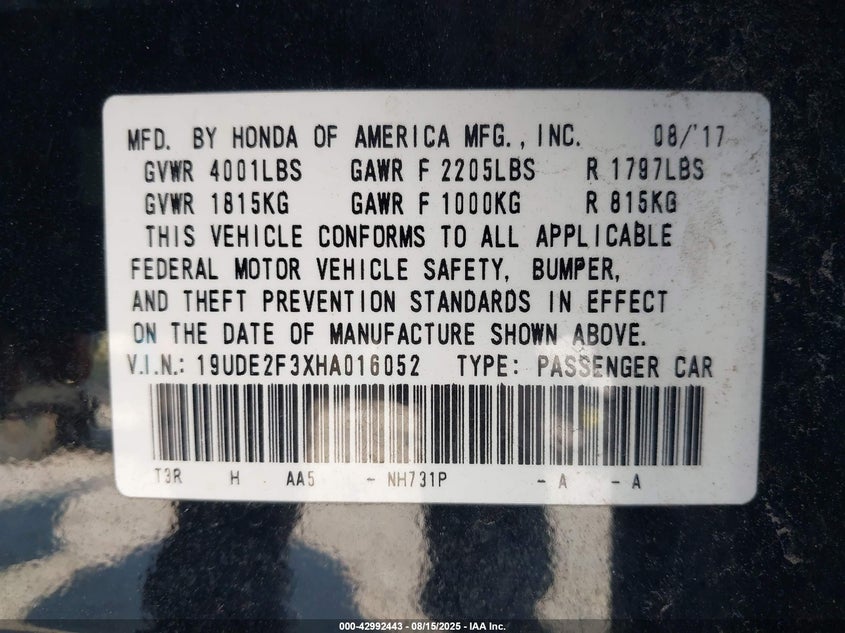 MFD. BY HONDA OF AMERICA MFG., INC. 08/'17
GVWR 4001LBS GAWR F 2205LBS R 1797LBS
GVWR 1815KG GAWR F 1000KG R 815KG
THIS VEHICLE CONFORMS TO ALL APPLICABLE
FEDERAL MOTOR VEHICLE SAFETY, BUMPER,
AND THEFT PREVENTION STANDARDS IN EFFECT
ON THE DATE OF MANUFACTURE SHOWN ABOVE.
V.I.N.: 19UDE2F3XHA016052 TYPE: PASSENGER CAR
T3R H AA5 - NH731P - A - A
000-42992443 - 08/15/2025 - IAA Inc.